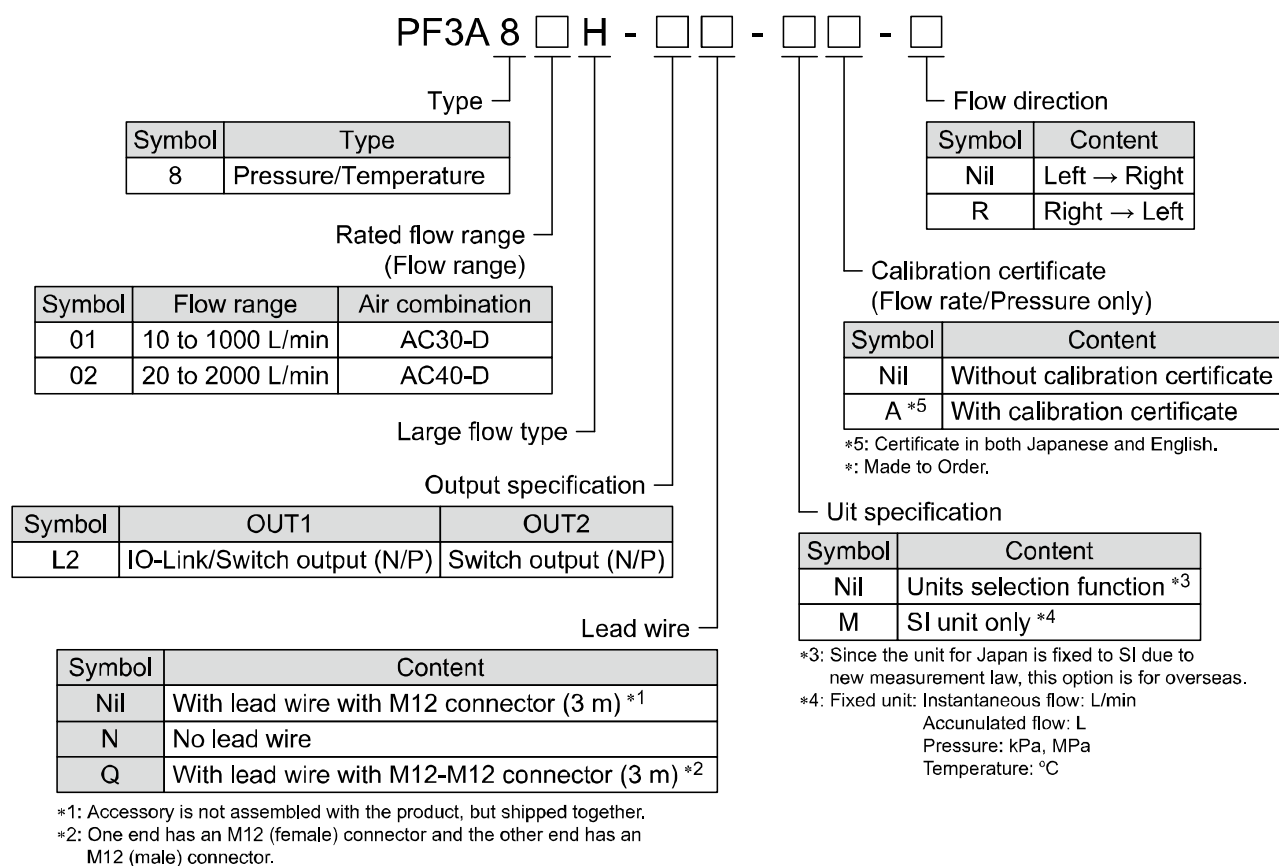 PF3A 8 □ H - □□ - □□ - □
Type
Symbol Type
8 Pressure/Temperature
Rated flow range
(Flow range)
Symbol Flow range Air combination
01 10 to 1000 L/min AC30-D
02 20 to 2000 L/min AC40-D
Large flow type
Output specification
Symbol OUT1 OUT2
L2 IO-Link/Switch output (N/P) Switch output (N/P)
Lead wire
Symbol Content
Nil With lead wire with M12 connector (3 m) *1
N No lead wire
Q With lead wire with M12-M12 connector (3 m) *2
*1: Accessory is not assembled with the product, but shipped together.
*2: One end has an M12 (female) connector and the other end has an
M12 (male) connector.
Flow direction
Symbol Content
Nil Left → Right
R Right → Left
Calibration certificate
(Flow rate/Pressure only)
Symbol Content
Nil Without calibration certificate
A *5 With calibration certificate
*5: Certificate in both Japanese and English.
*: Made to Order.
Uit specification
Symbol Content
Nil Units selection function *3
M SI unit only *4
*3: Since the unit for Japan is fixed to SI due to
new measurement law, this option is for overseas.
*4: Fixed unit: Instantaneous flow: L/min
Accunulated flow: L
Pressure: kPa, MPa
Temperature: °C